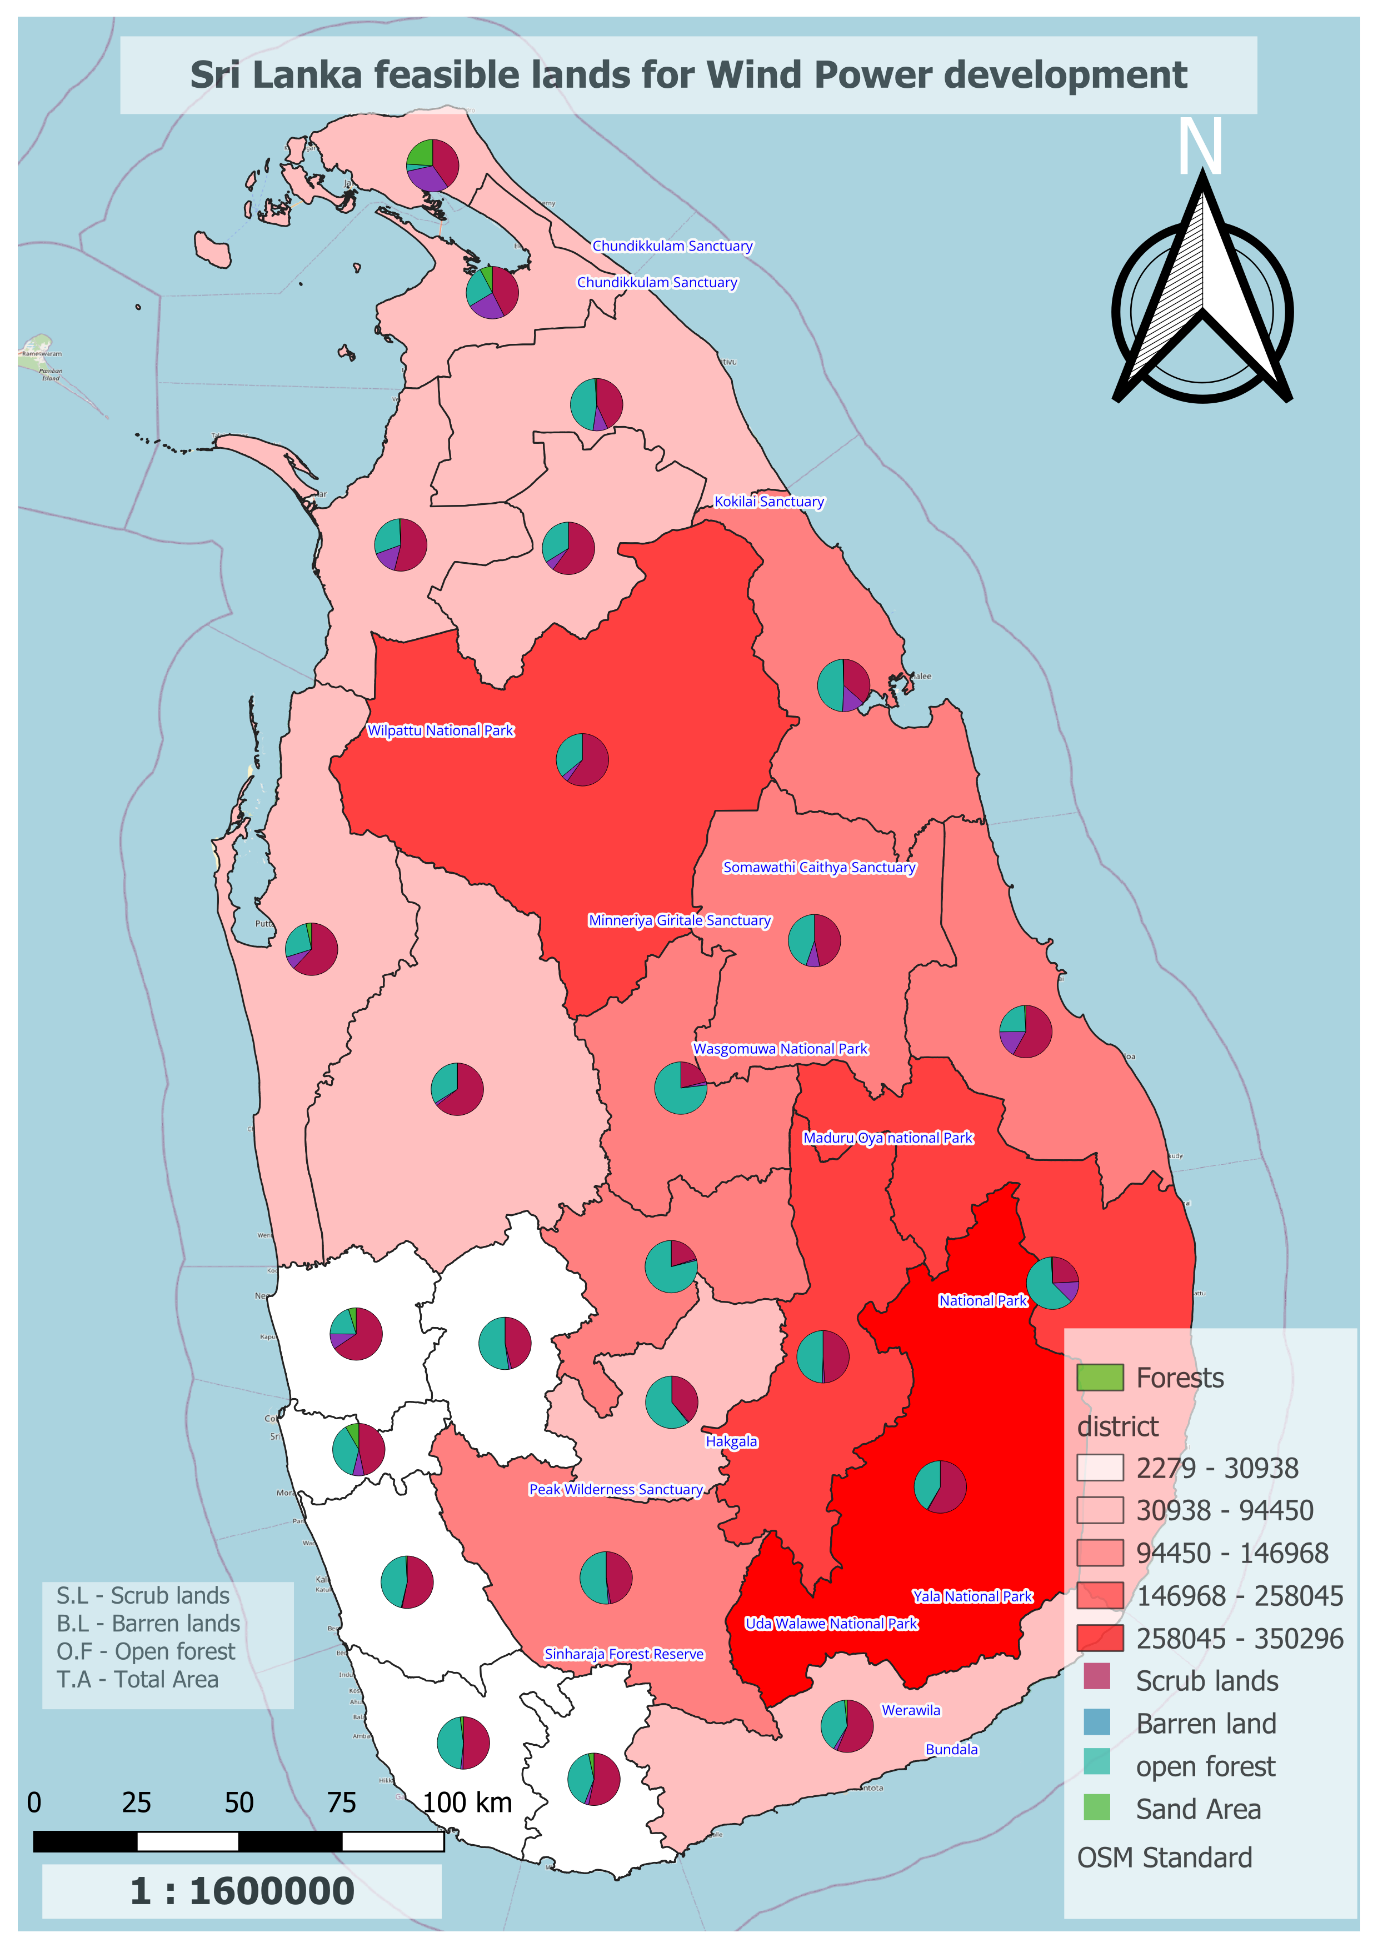 Sri Lanka feasible lands for Wind Power development
N
Chundikkulam Sanctuary
Chundikkulam Sanctuary
Rameswaram
Pamban
Island
Kokilai Sanctuary
Wilpattu National Park
Somawathi Caithya Sanctuary
Minneriya Giritale Sanctuary
Wasgomuwa National Park
Maduru Oya national Park
National Park
Hakgala
Peak Wilderness Sanctuary
Yala National Park
Uda Walawe National Park
Sinharaja Forest Reserve
Werawila
Bundala
Forests
district
2279 - 30938
30938 - 94450
94450 - 146968
146968 - 258045
258045 - 350296
Scrub lands
Barren land
open forest
Sand Area
OSM Standard
S.L - Scrub lands
B.L - Barren lands
O.F - Open forest
T.A - Total Area
0 25 50 75 100 km
1 : 1600000